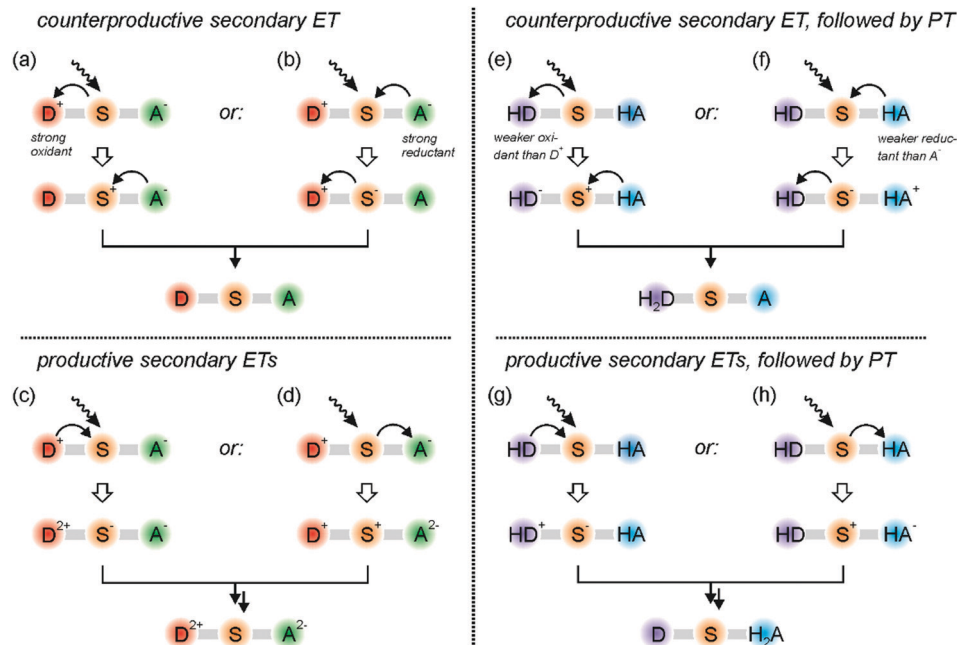 counterproductive secondary ET
(a)
D+ S A-
strong
oxidant
D S+ A-
or:
(b)
D+ S A-
strong
reductant
D+ S- A
D S A
counterproductive secondary ET, followed by PT
(e)
HD S HA
weaker oxi-
dant than D+
HD- S+ HA
or:
(f)
HD S HA
weaker reduc-
tant than A-
HD S- HA+
H2D S A
productive secondary ETs
(c)
D+ S A-
D2+ S- A-
or:
(d)
D+ S A-
D+ S+ A2-
D2+ S A2-
productive secondary ETs, followed by PT
(g)
HD S HA
HD+ S- HA
or:
(h)
HD S HA
HD S+ HA-
D S H2A